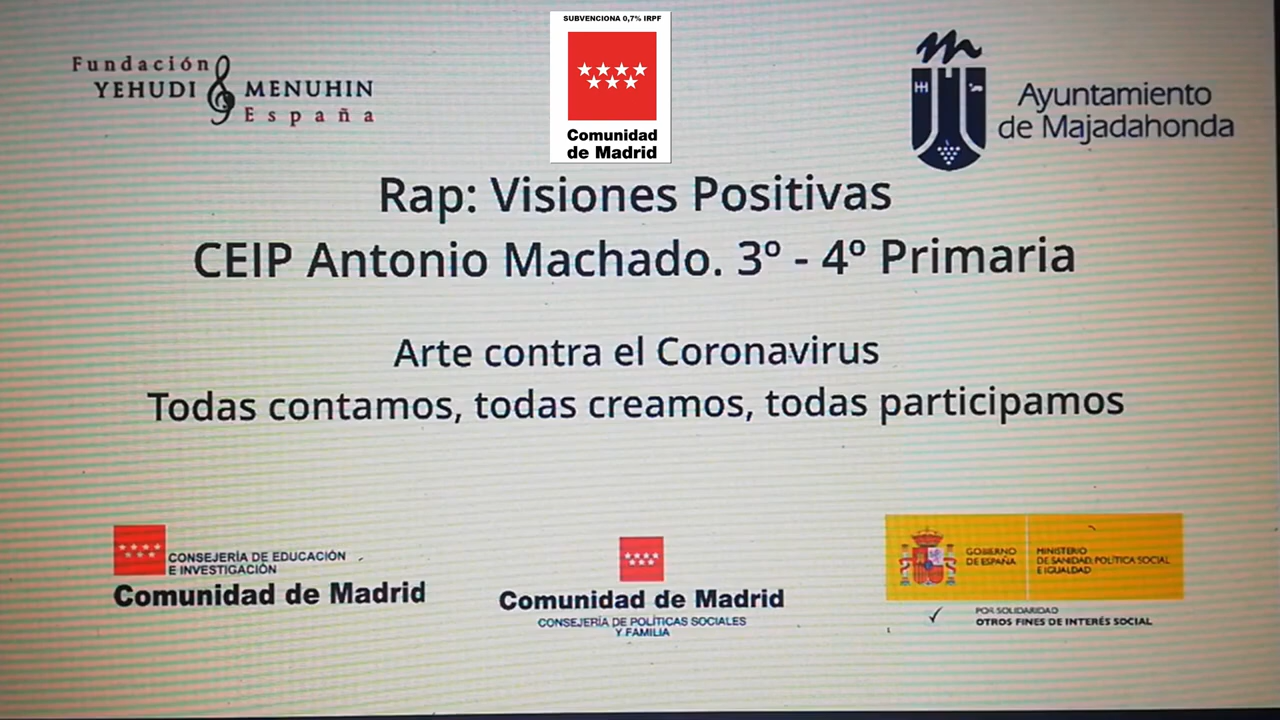 Fundación
YEHUDI MENUHIN
España
SUBVENCIONA 0,7% IRPF
Comunidad
de Madrid
Ayuntamiento
de Majadahonda
Rap: Visiones Positivas
CEIP Antonio Machado. 3º - 4º Primaria
Arte contra el Coronavirus
Todas contamos, todas creamos, todas participamos
CONSEJERÍA DE EDUCACIÓN
E INVESTIGACIÓN
Comunidad de Madrid
Comunidad de Madrid
CONSEJERÍA DE POLÍTICAS SOCIALES
Y FAMILIA
GOBIERNO
DE ESPAÑA
MINISTERIO
DE SANIDAD, POLÍTICA SOCIAL
E IGUALDAD
POR SOLIDARIDAD
OTROS FINES DE INTERÉS SOCIAL